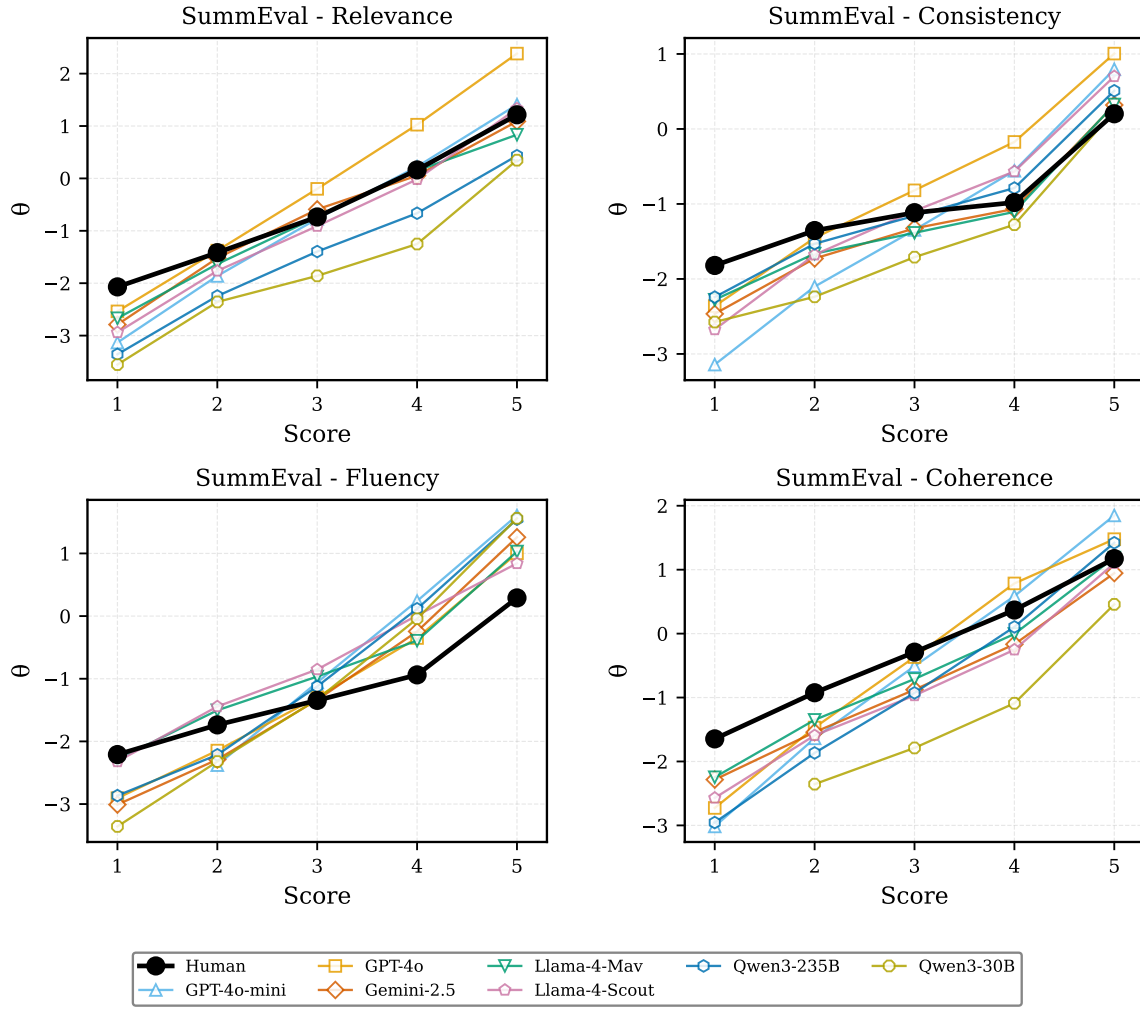 SummEval - Relevance
2
1
0
−1
−2
−3
θ
1 2 3 4 5
Score
SummEval - Consistency
1
0
−1
−2
−3
θ
1 2 3 4 5
Score
SummEval - Fluency
1
0
−1
−2
−3
θ
1 2 3 4 5
Score
SummEval - Coherence
2
1
0
−1
−2
−3
θ
1 2 3 4 5
Score
Human GPT-4o Llama-4-Mav Qwen3-235B Qwen3-30B
GPT-4o-mini Gemini-2.5 Llama-4-Scout